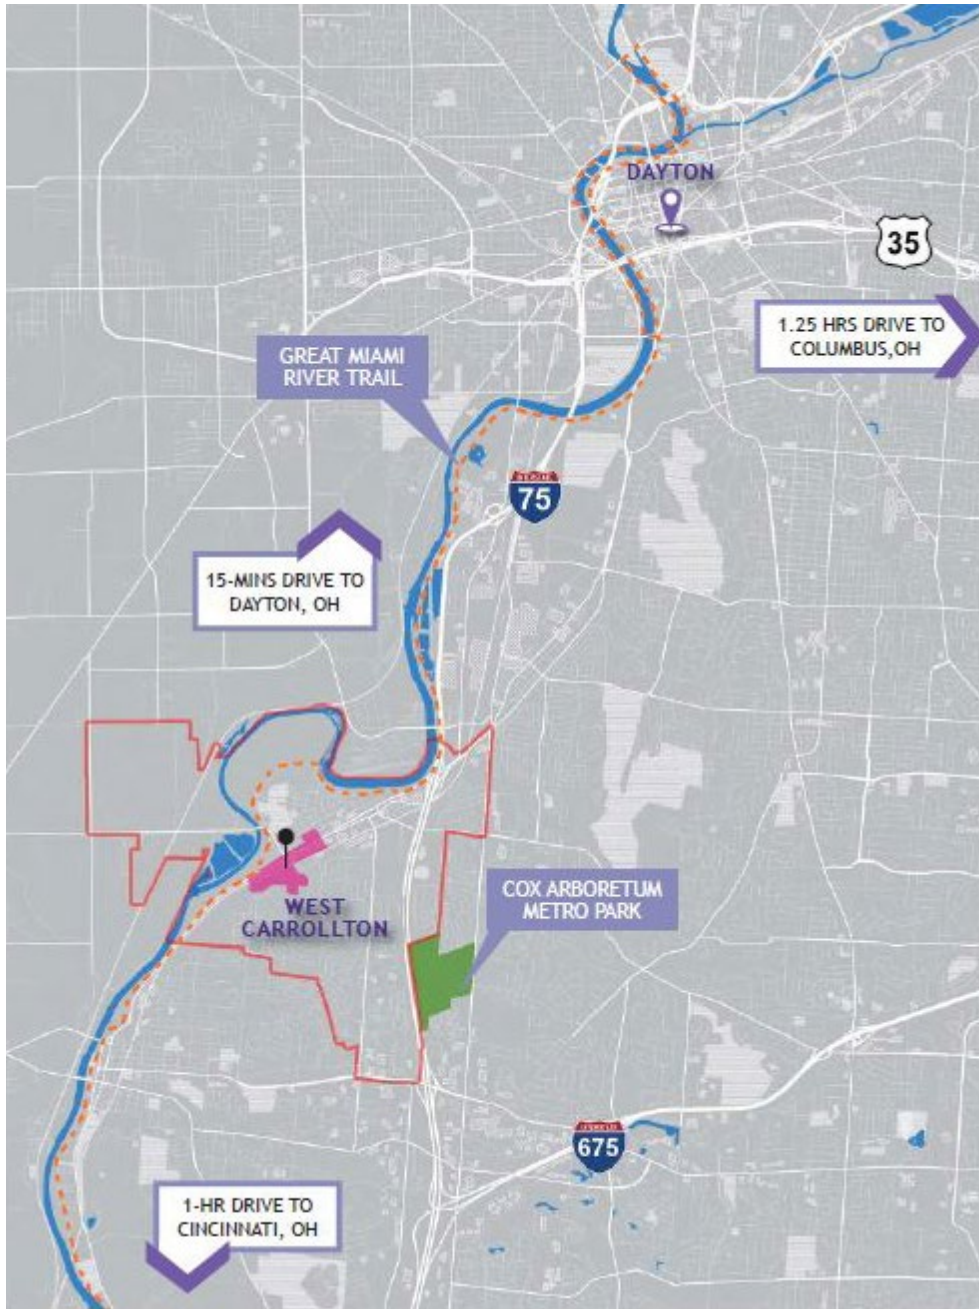 DAYTON
35
1.25 HRS DRIVE TO
COLUMBUS,OH
GREAT MIAMI
RIVER TRAIL
75
15-MINS DRIVE TO
DAYTON, OH
COX ARBORETUM
METRO PARK
WEST
CARROLLTON
675
1-HR DRIVE TO
CINCINNATI, OH